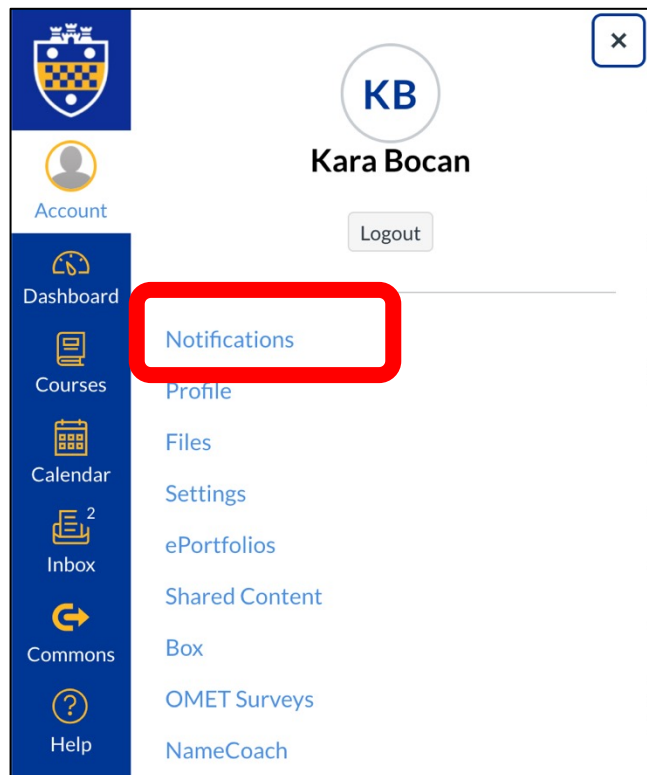 KB
Kara Bocan
Logout
Account
Dashboard
Courses
Calendar
2
Inbox
Commons
?
Help
Notifications
Profile
Files
Settings
ePortfolios
Shared Content
Box
OMET Surveys
NameCoach